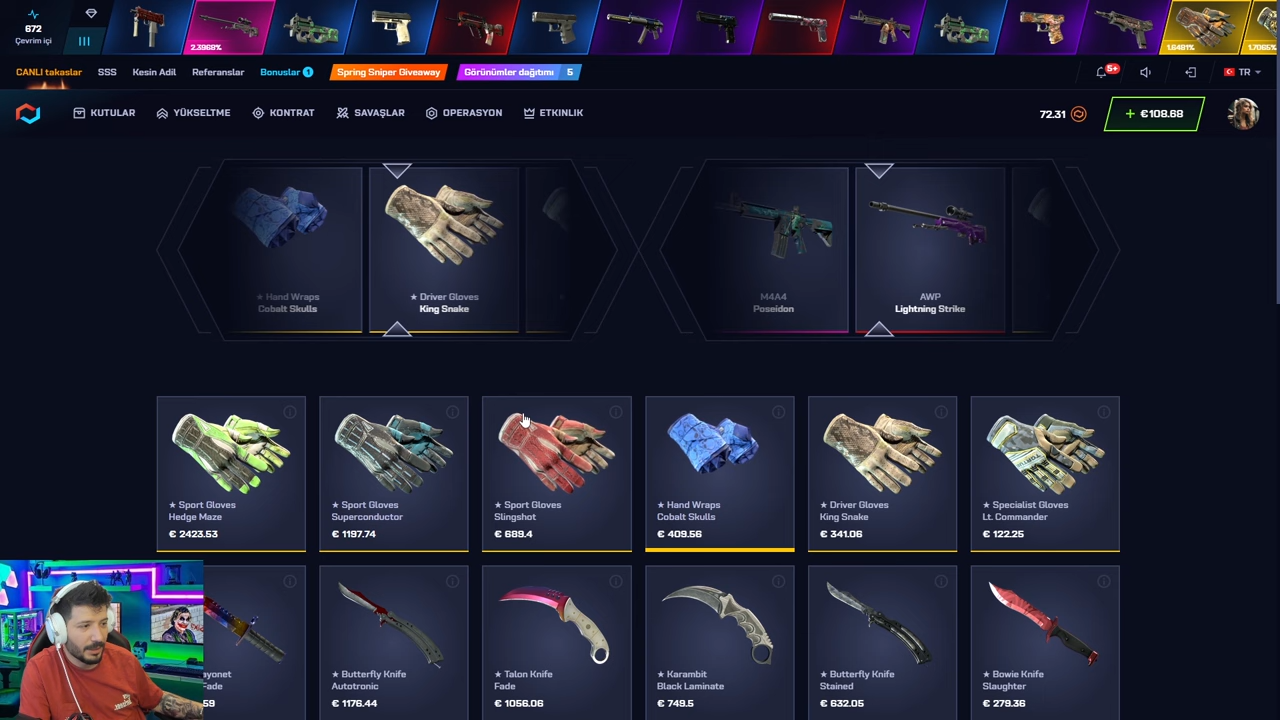 672
Çevrim içi
2.3968%
1.6481%
1.7065%
CANLI takaslar
SSS
Kesin Adil
Referanslar
Bonuslar 1
Spring Sniper Giveaway
Görünümler dağıtımı 5
5+
TR
KUTULAR
YÜKSELTME
KONTRAT
SAVAŞLAR
OPERASYON
ETKINLIK
72.31
+ €108.68
★ Hand Wraps
Cobalt Skulls
★ Driver Gloves
King Snake
M4A4
Poseidon
AWP
Lightning Strike
★ Sport Gloves
Hedge Maze
€ 2423.53
★ Sport Gloves
Superconductor
€ 1197.74
★ Sport Gloves
Slingshot
€ 689.4
★ Hand Wraps
Cobalt Skulls
€ 409.56
★ Driver Gloves
King Snake
€ 341.06
★ Specialist Gloves
Lt. Commander
€ 122.25
ayonet
Fade
59
★ Butterfly Knife
Autotronic
€ 1176.44
★ Talon Knife
Fade
€ 1056.06
★ Karambit
Black Laminate
€ 749.5
★ Butterfly Knife
Stained
€ 632.05
★ Bowie Knife
Slaughter
€ 279.36